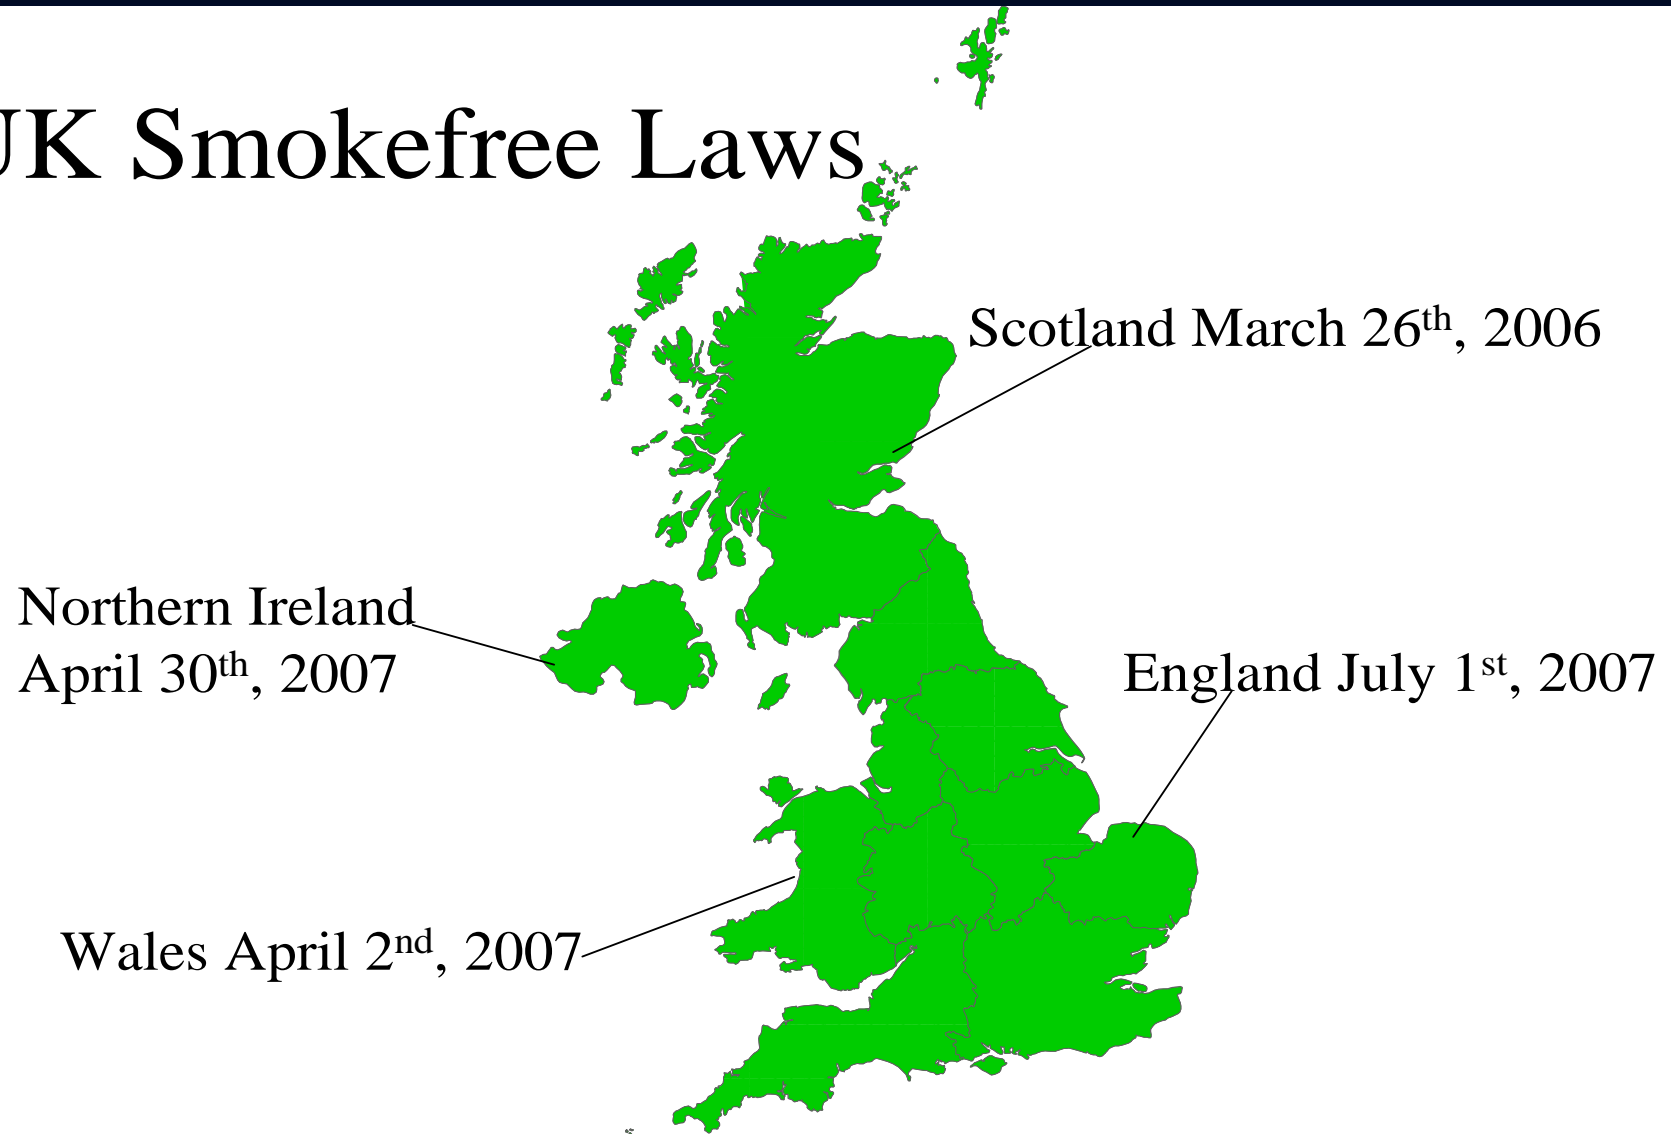 UK Smokefree Laws
Scotland March 26th, 2006
Northern Ireland
April 30th, 2007
England July 1st, 2007
Wales April 2nd, 2007